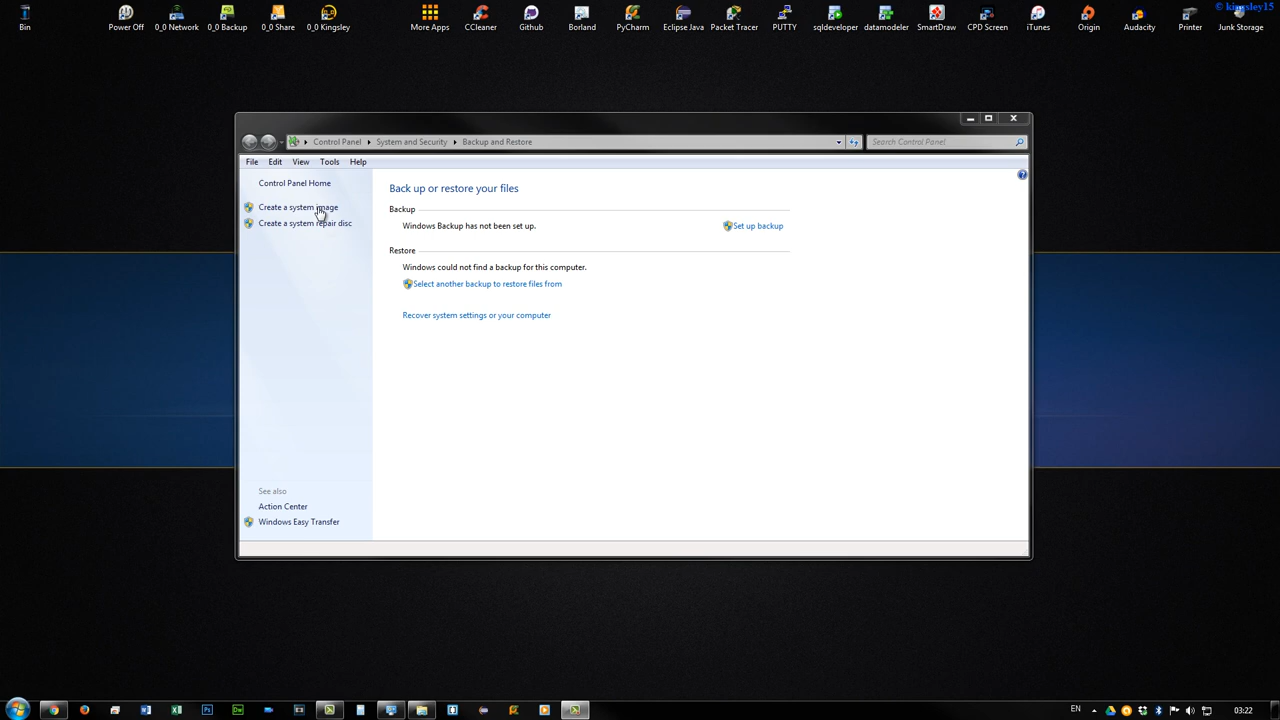 © kingsley15
Bin
Power Off
0_0 Network
0_0 Backup
0_0 Share
0_0 Kingsley
More Apps
CCleaner
Github
Borland
PyCharm
Eclipse Java
Packet Tracer
PUTTY
sqldeveloper
datamodeler
SmartDraw
CPD Screen
iTunes
Origin
Audacity
Printer
Junk Storage
Control Panel
System and Security
Backup and Restore
Search Control Panel
File Edit View Tools Help
Control Panel Home
Create a system image
Create a system repair disc
Back up or restore your files
Backup
Windows Backup has not been set up.
Set up backup
Restore
Windows could not find a backup for this computer.
Select another backup to restore files from
Recover system settings or your computer
See also
Action Center
Windows Easy Transfer
EN
03:22